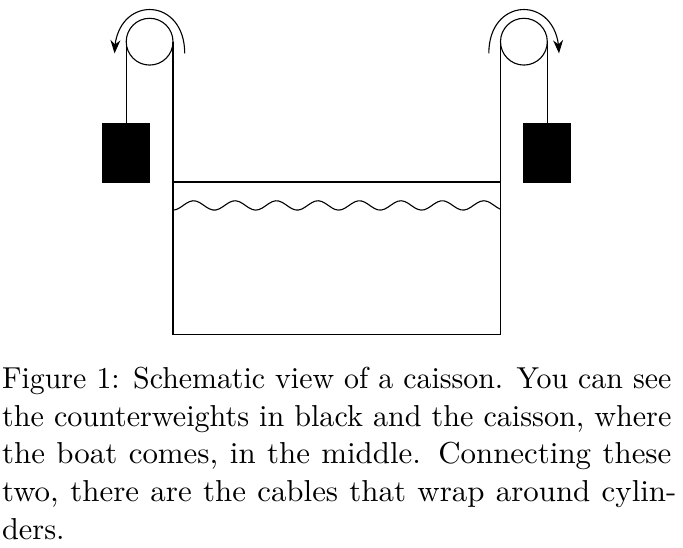 Figure 1: Schematic view of a caisson. You can see
the counterweights in black and the caisson, where
the boat comes, in the middle. Connecting these
two, there are the cables that wrap around cylin-
ders.